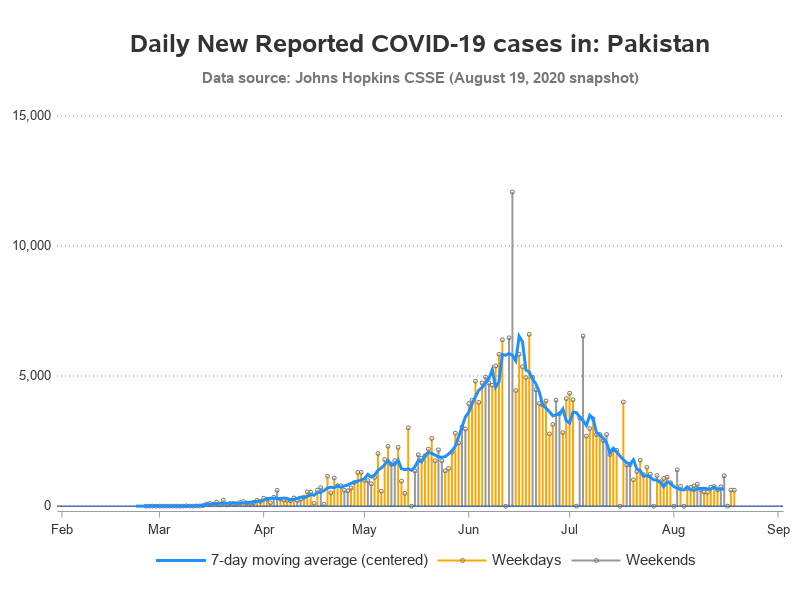 Daily New Reported COVID-19 cases in: Pakistan
Data source: Johns Hopkins CSSE (August 19, 2020 snapshot)
15,000
10,000
5,000
0
Feb Mar Apr May Jun Jul Aug Sep
7-day moving average (centered) Weekdays Weekends